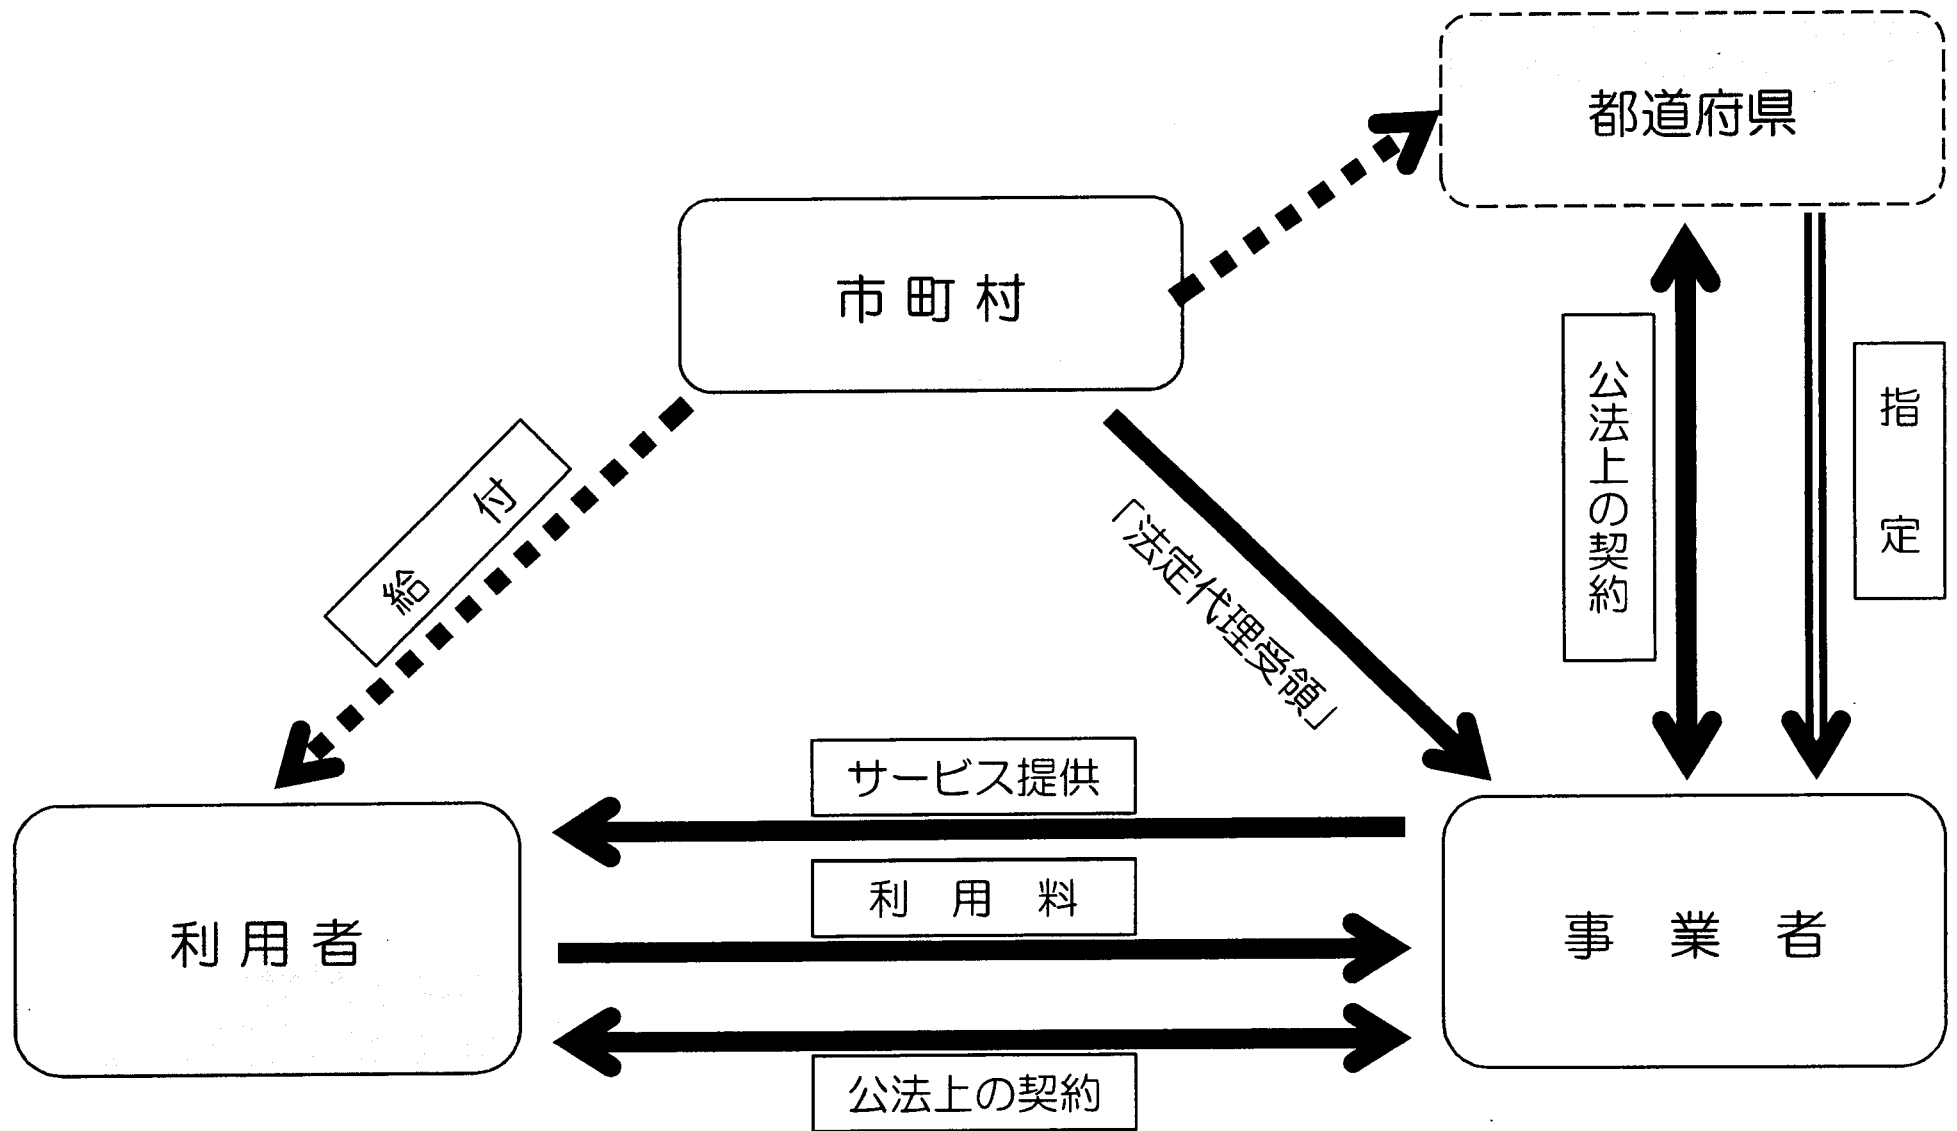 都道府県
市町村
公法上の契約
指定
給付
「法定代理受領」
サービス提供
利用料
利用者
事業者
公法上の契約